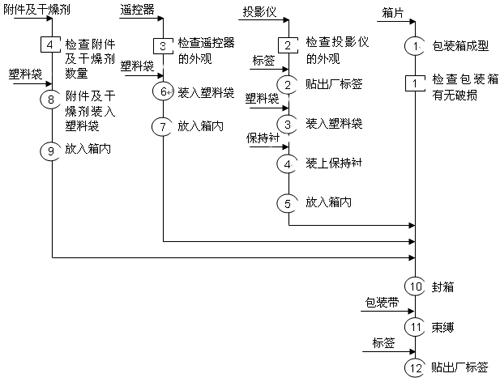 附件及干燥剂
遥控器
投影仪
箱片
4
检查附件
及干燥剂
数量
3
检查遥控器
的外观
2
检查投影仪
的外观
1
包装箱成型
塑料袋
塑料袋
标签
1
检查包装箱
有无破损
8
附件及干
燥剂装入
塑料袋
6
装入塑料袋
2
贴出厂标签
塑料袋
3
装入塑料袋
7
放入箱内
9
放入箱内
保持衬
4
装上保持衬
5
放入箱内
10
封箱
包装带
11
束缚
标签
12
贴出厂标签